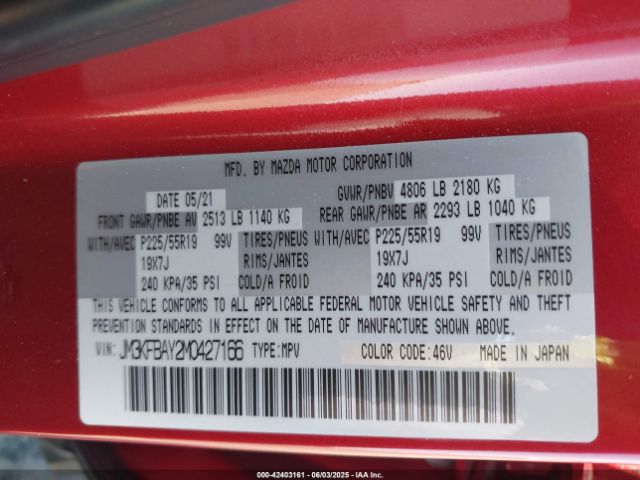 MFD. BY MAZDA MOTOR CORPORATION
DATE 05/21 GVWR/PNBV 4806 LB 2180 KG
FRONT GAWR/PNBE AV 2513 LB 1140 KG REAR GAWR/PNBE AR 2293 LB 1040 KG
WITH/AVEC P225/55R19 99V TIRES/PNEUS WITH/AVEC P225/55R19 99V TIRES/PNEUS
19X7J RIMS/JANTES 19X7J RIMS/JANTES
240 KPA/35 PSI COLD/A FROID 240 KPA/35 PSI COLD/A FROID
THIS VEHICLE CONFORMS TO ALL APPLICABLE FEDERAL MOTOR VEHICLE SAFETY AND THEFT
PREVENTION STANDARDS IN EFFECT ON THE DATE OF MANUFACTURE SHOWN ABOVE.
VIN: JM3KFBAY2M0427166 TYPE:MPV COLOR CODE:46V MADE IN JAPAN
000-42403161 - 06/03/2025 - IAA Inc.